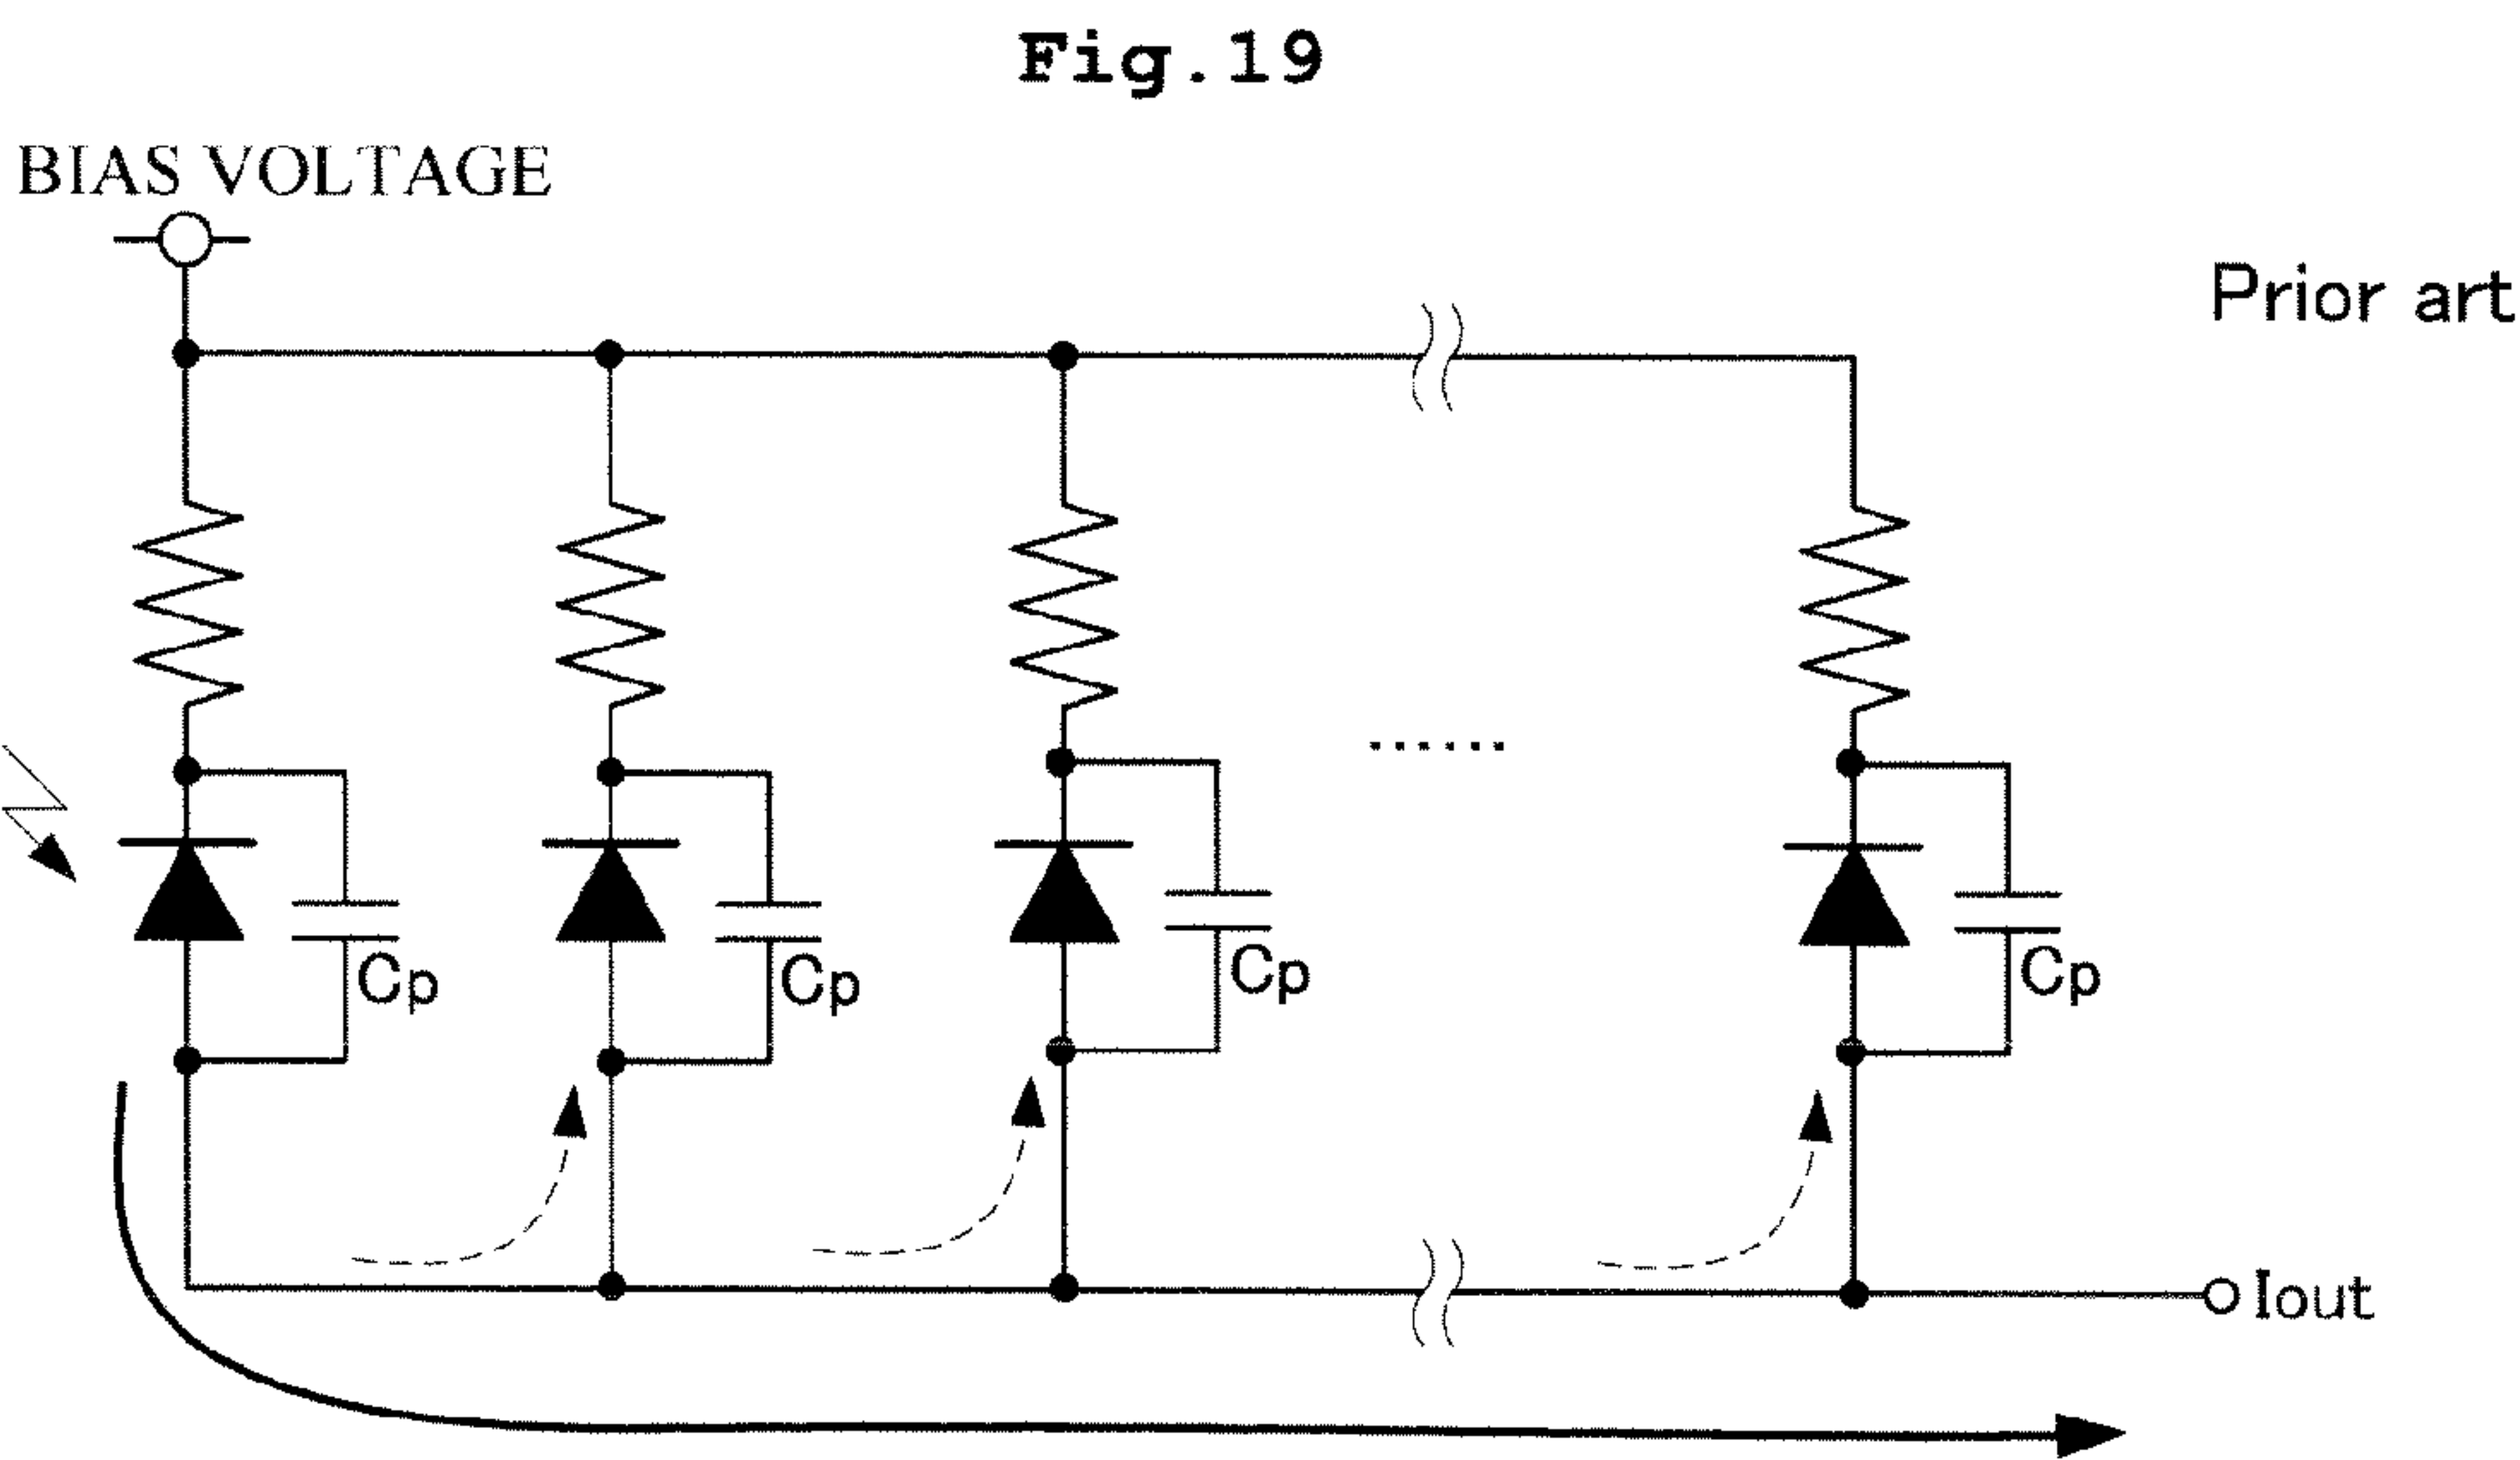 Fig.19
BIAS VOLTAGE
Prior art
Cp
Cp
Cp
Cp
Iout